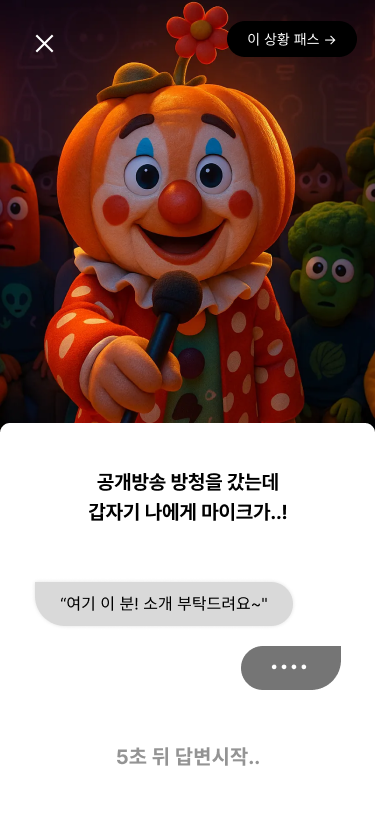 이 상황 패스 →
공개방송 방청을 갔는데
갑자기 나에게 마이크가..!
“여기 이 분! 소개 부탁드려요~"
••••
5초 뒤 답변시작..